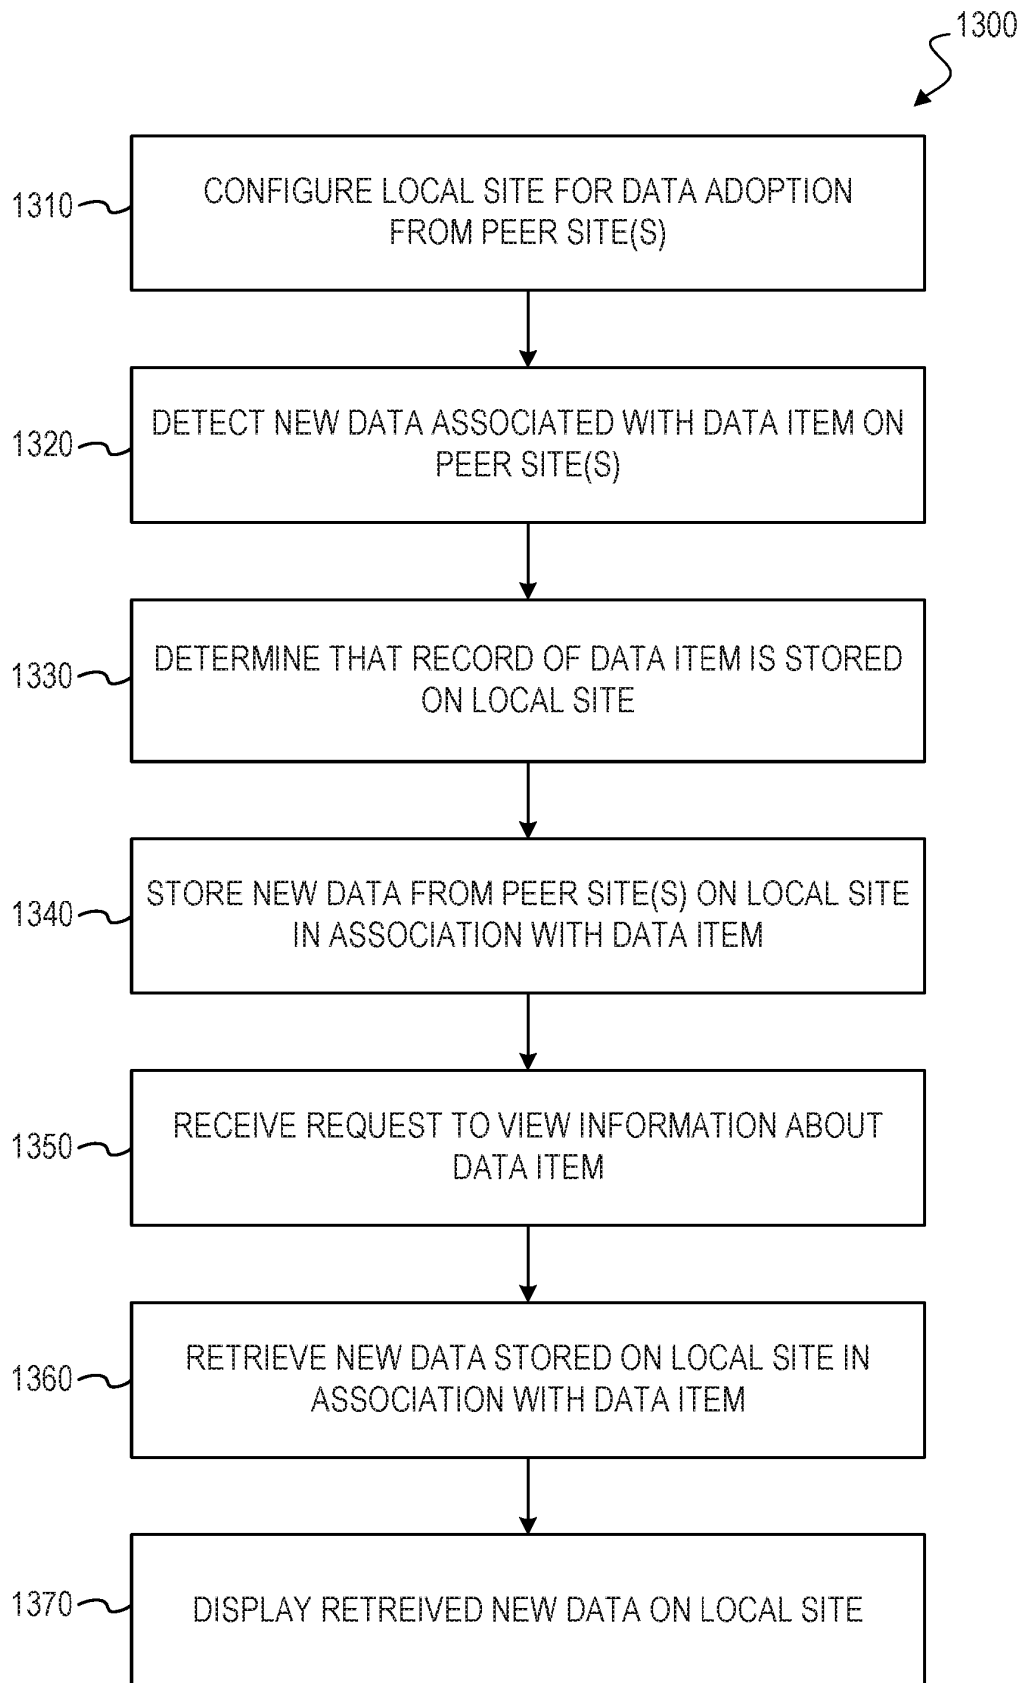 1300
1310
CONFIGURE LOCAL SITE FOR DATA ADOPTION
FROM PEER SITE(S)
1320
DETECT NEW DATA ASSOCIATED WITH DATA ITEM ON
PEER SITE(S)
1330
DETERMINE THAT RECORD OF DATA ITEM IS STORED
ON LOCAL SITE
1340
STORE NEW DATA FROM PEER SITE(S) ON LOCAL SITE
IN ASSOCIATION WITH DATA ITEM
1350
RECEIVE REQUEST TO VIEW INFORMATION ABOUT
DATA ITEM
1360
RETRIEVE NEW DATA STORED ON LOCAL SITE IN
ASSOCIATION WITH DATA ITEM
1370
DISPLAY RETREIVED NEW DATA ON LOCAL SITE